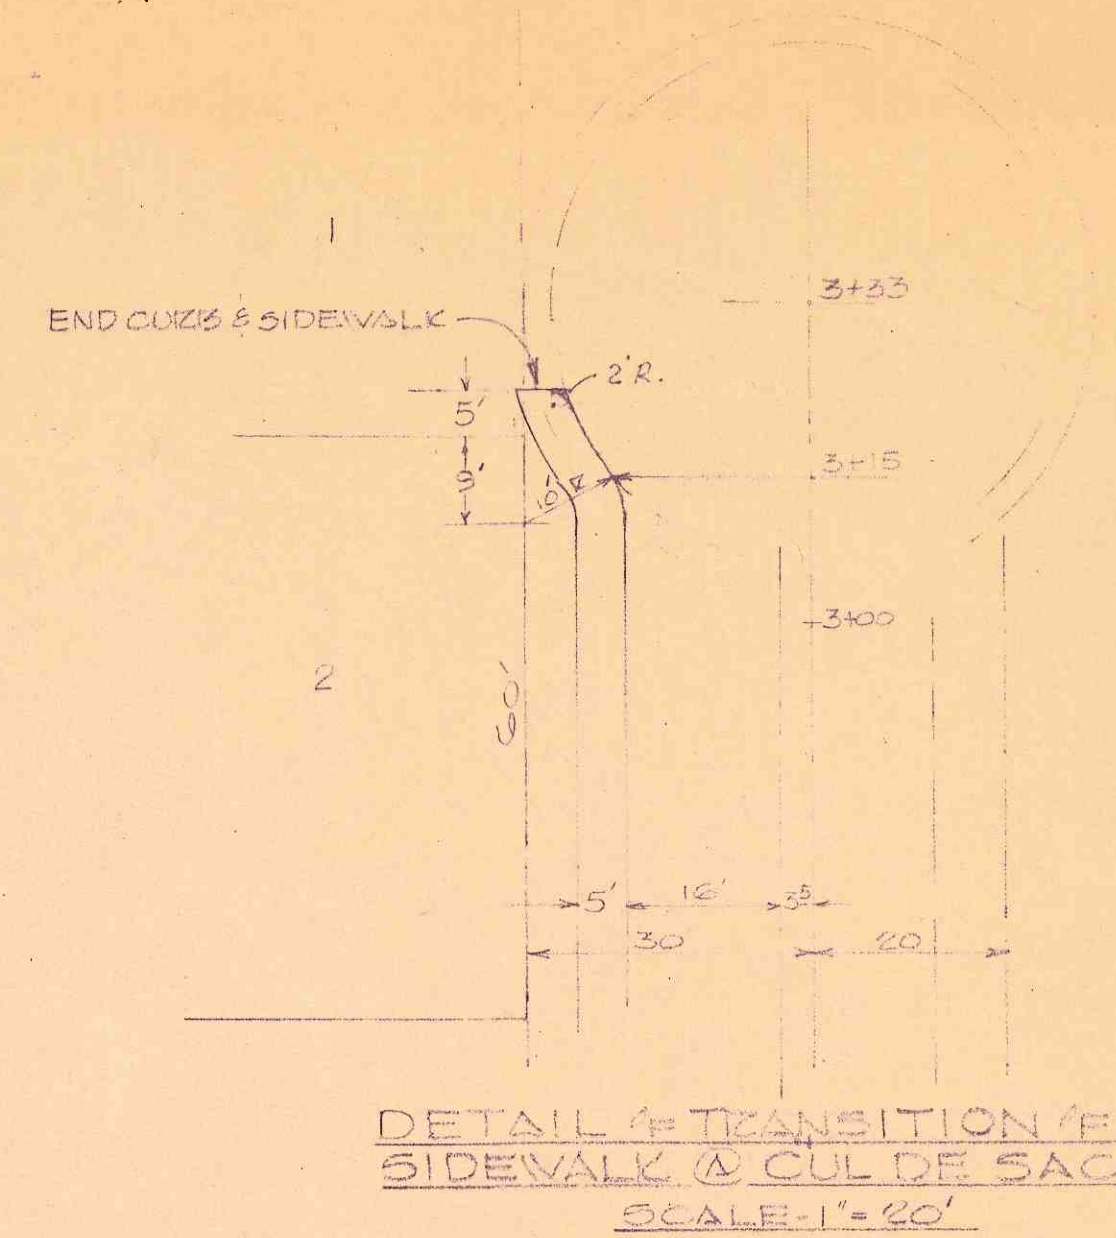 1
3+33
END CURB & SIDEWALK
2'R.
5'
3+15
9'
10' R
3+00
2
60'
5' 16' 3⁵
30 20
DETAIL OF TRANSITION OF
SIDEWALK @ CUL DE SAC
SCALE-1"=20'